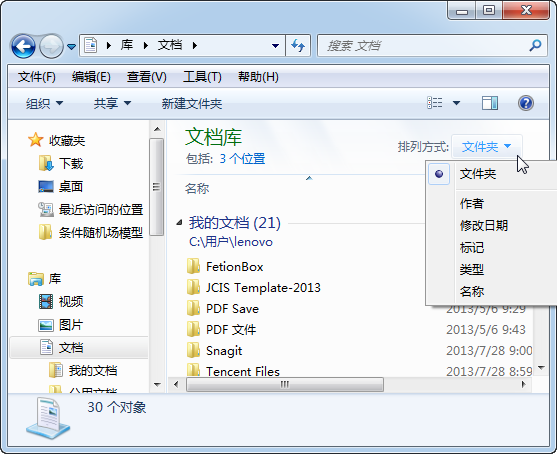 库 文档
搜索 文档
文件(F) 编辑(E) 查看(V) 工具(T) 帮助(H)
组织 共享 新建文件夹
收藏夹
下载
桌面
最近访问的位置
条件随机场模型
库
视频
图片
文档
我的文档
公用文档
文档库
包括: 3 个位置
排列方式: 文件夹
文件夹
作者
修改日期
标记
类型
名称
名称
我的文档 (21)
C:\用户\lenovo
FetionBox
JCIS Template-2013
PDF Save 2013/5/6 9:29
PDF 文件 2013/5/6 9:43
Snagit 2013/7/28 9:00
Tencent Files 2013/7/28 8:59
30 个对象